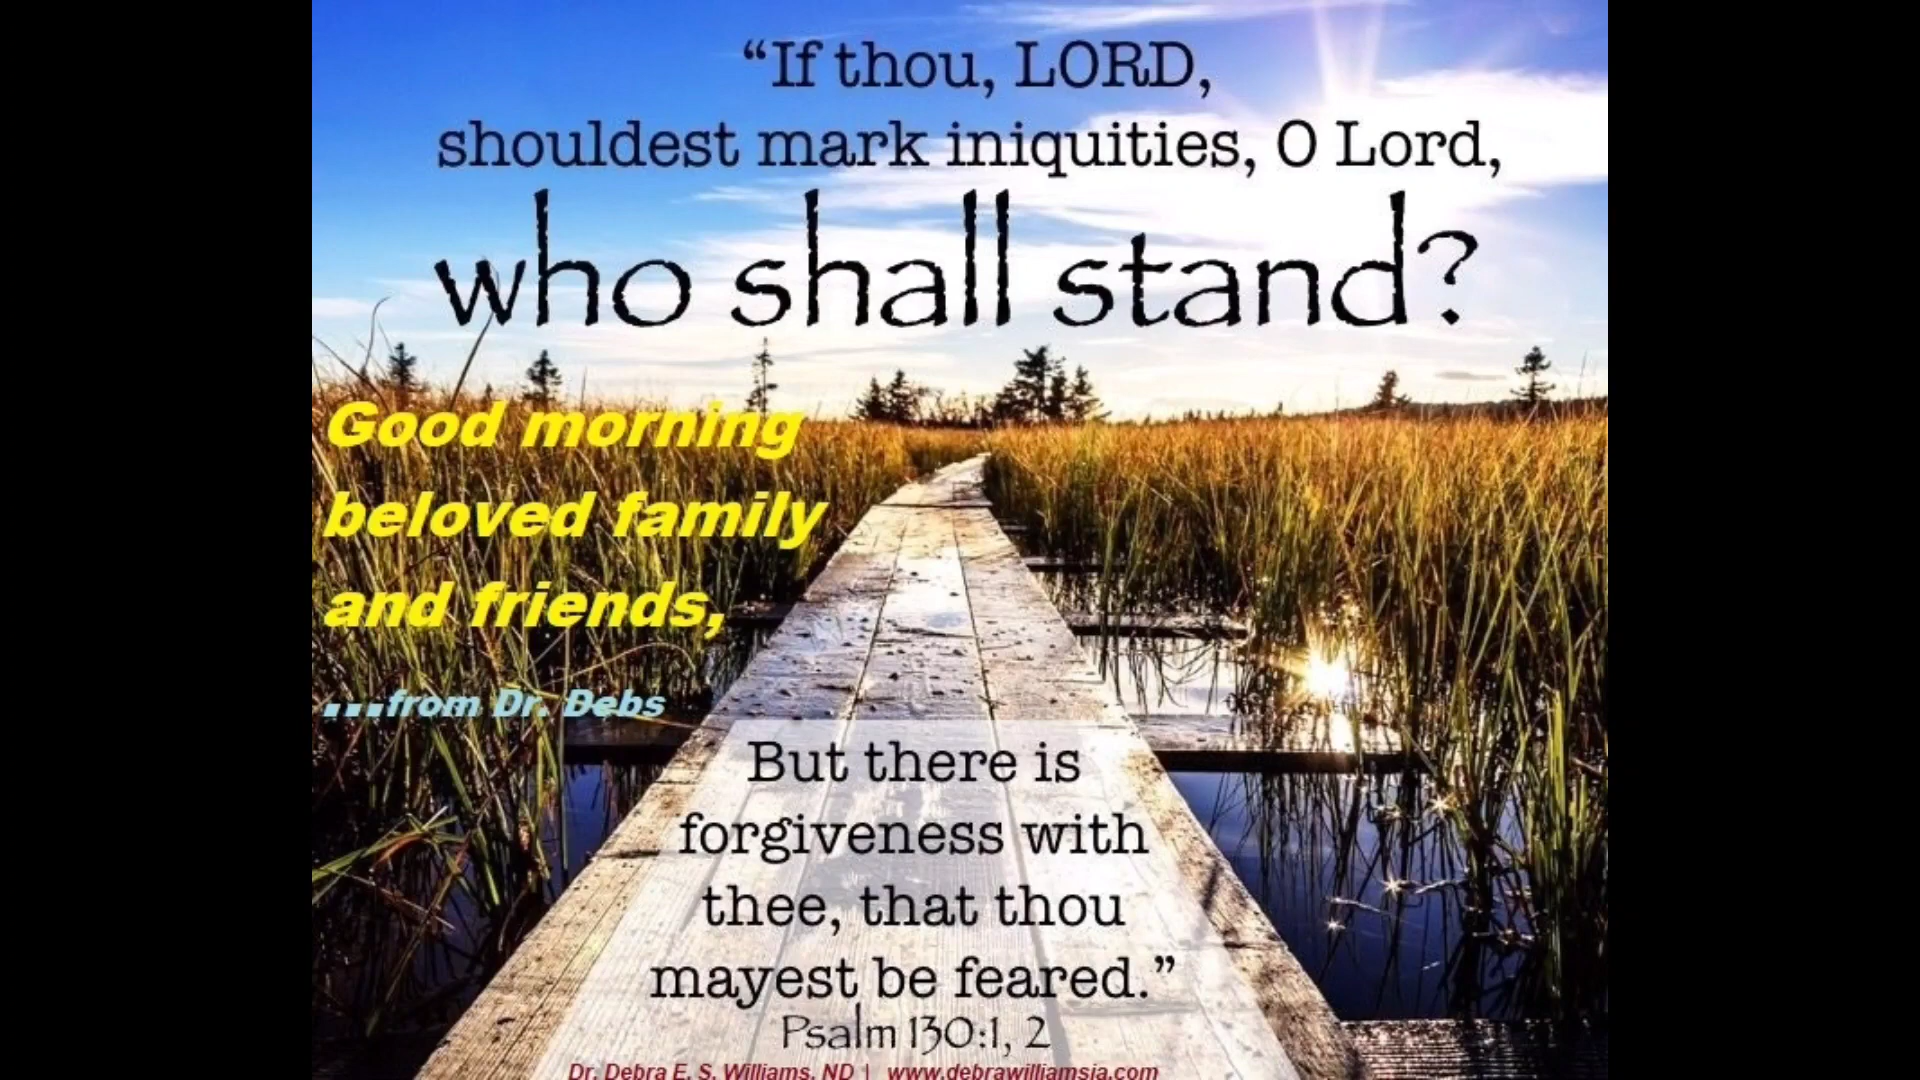 “If thou, LORD,
shouldest mark iniquities, O Lord,
who shall stand?
Good morning
beloved family
and friends,
...from Dr. Debs
But there is
forgiveness with
thee, that thou
mayest be feared.”
Psalm 130:1, 2
Dr. Debra E. S. Williams, ND | www.debrawilliamsja.com